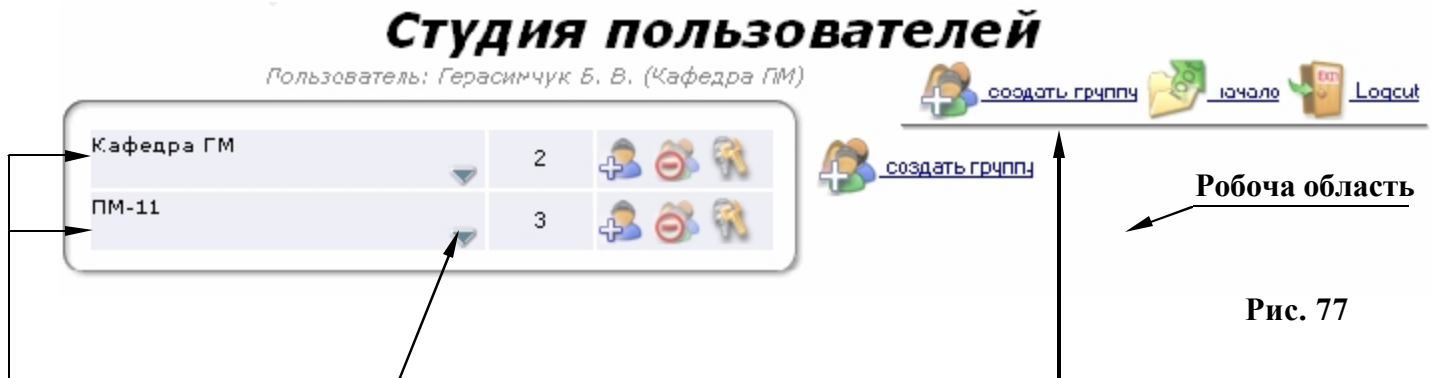 Студия пользователей
Пользователь: Герасимчук Б. В. (Кафедра ПМ)
создать группу начало Logout
Кафедра ПМ 2
создать группу
Робоча область
ПМ-11 3
Рис. 77